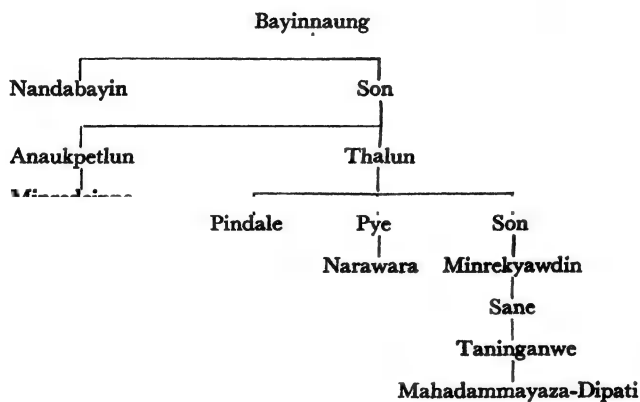 Bayinnaung
Nandabayin Son
Anaukpetlun Thalun
Pindale Pye Son
Narawara Minrekyawdin
Sane
Taninganwe
Mahadammayaza-Dipati